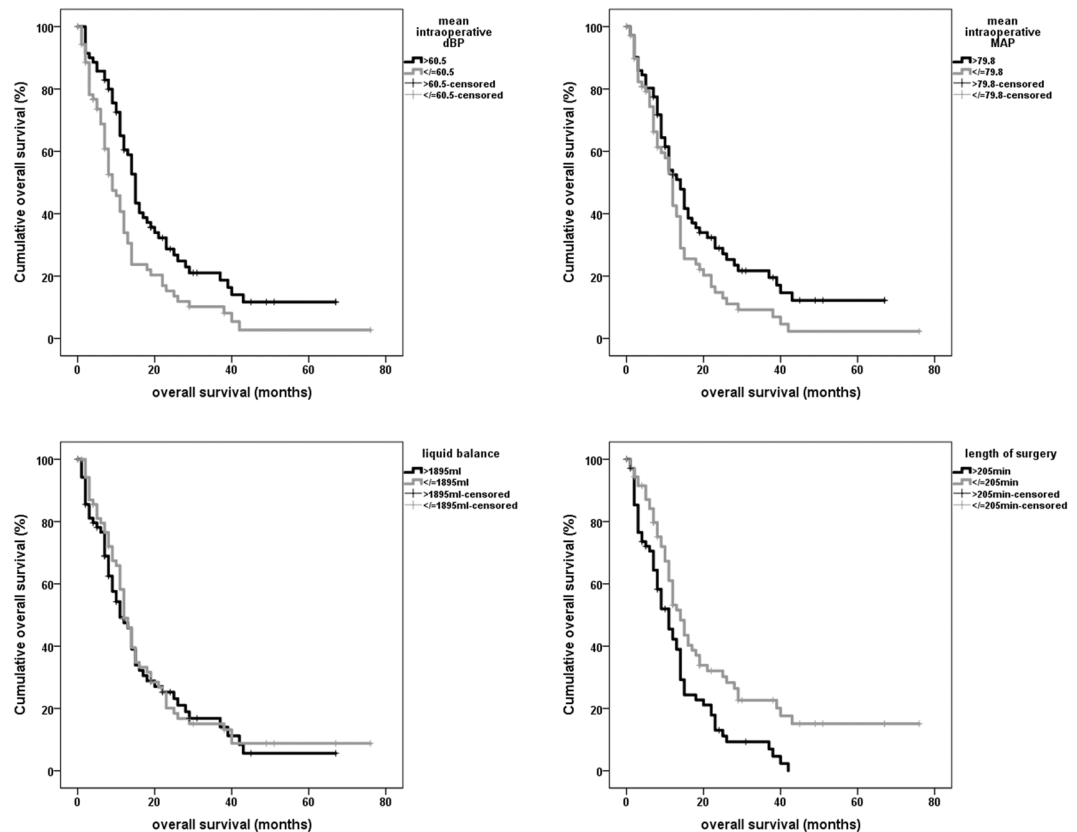 mean
intraoperative
dBP
>60.5
</=60.5
>60.5-censored
</=60.5-censored
100
80
60
40
20
0
Cumulative overall survival (%)
0 20 40 60 80
overall survival (months)
mean
intraoperative
MAP
>79.8
</=79.8
>79.8-censored
</=79.8-censored
100
80
60
40
20
0
Cumulative overall survival (%)
0 20 40 60 80
overall survival (months)
liquid balance
>1895ml
</=1895ml
>1895ml-censored
</=1895ml-censored
100
80
60
40
20
0
Cumulative overall survival (%)
0 20 40 60 80
overall survival (months)
length of surgery
>205min
</=205min
>205min-censored
</=205min-censored
100
80
60
40
20
0
Cumulative overall survival (%)
0 20 40 60 80
overall survival (months)